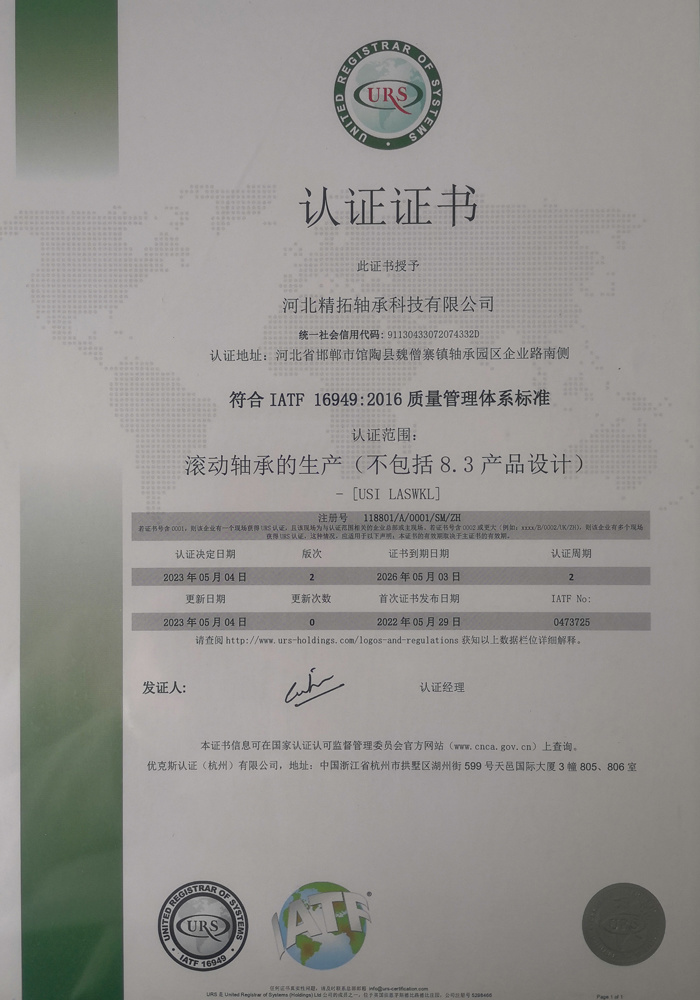 UNITED REGISTRAR OF SYSTEMS
URS
认证证书
此证书授予
河北精拓轴承科技有限公司
统一社会信用代码: 91130433072074332D
认证地址：河北省邯郸市馆陶县魏僧寨镇轴承园区企业路南侧
符合 IATF 16949:2016 质量管理体系标准
认证范围：
滚动轴承的生产（不包括 8.3 产品设计）
- [USI LASWKL]
注册号 118801/A/0001/SM/ZH
认证决定日期 版次 证书到期日期 认证周期
2023 年 05 月 04 日 2 2026 年 05 月 03 日 2
更新日期 更新次数 首次证书发布日期 IATF No:
2023 年 05 月 04 日 0 2022 年 05 月 29 日 0473725
请查阅 http://www.urs-holdings.com/logos-and-regulations 获知以上数据栏位详细解释。
发证人: 认证经理
本证书信息可在国家认证认可监督管理委员会官方网站（www.cnca.gov.cn）上查询。
优克斯认证（杭州）有限公司，地址：中国浙江省杭州市拱墅区湖州街 599 号天邑国际大厦 3 幢 805、806 室
UNITED REGISTRAR OF SYSTEMS
URS
IATF 16949
IATF
®
Page 1 of 1